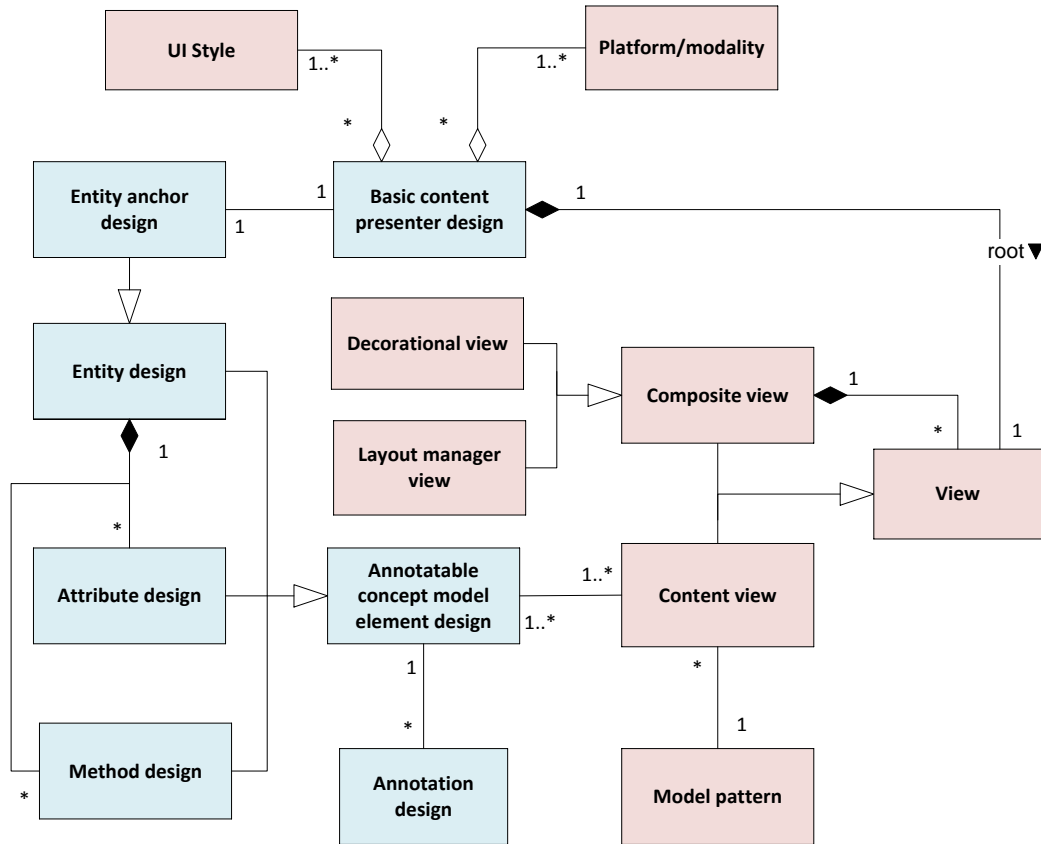 UI Style
Platform/modality
1..*
1..*
*
*
Entity anchor
design
1
1
Basic content
presenter design
1
root ▼
Decorational view
Entity design
Composite view
1
*
1
1
Layout manager
view
View
*
Attribute design
Annotatable
concept model
element design
1..*
1..*
Content view
1
*
*
1
Method design
*
Annotation
design
Model pattern